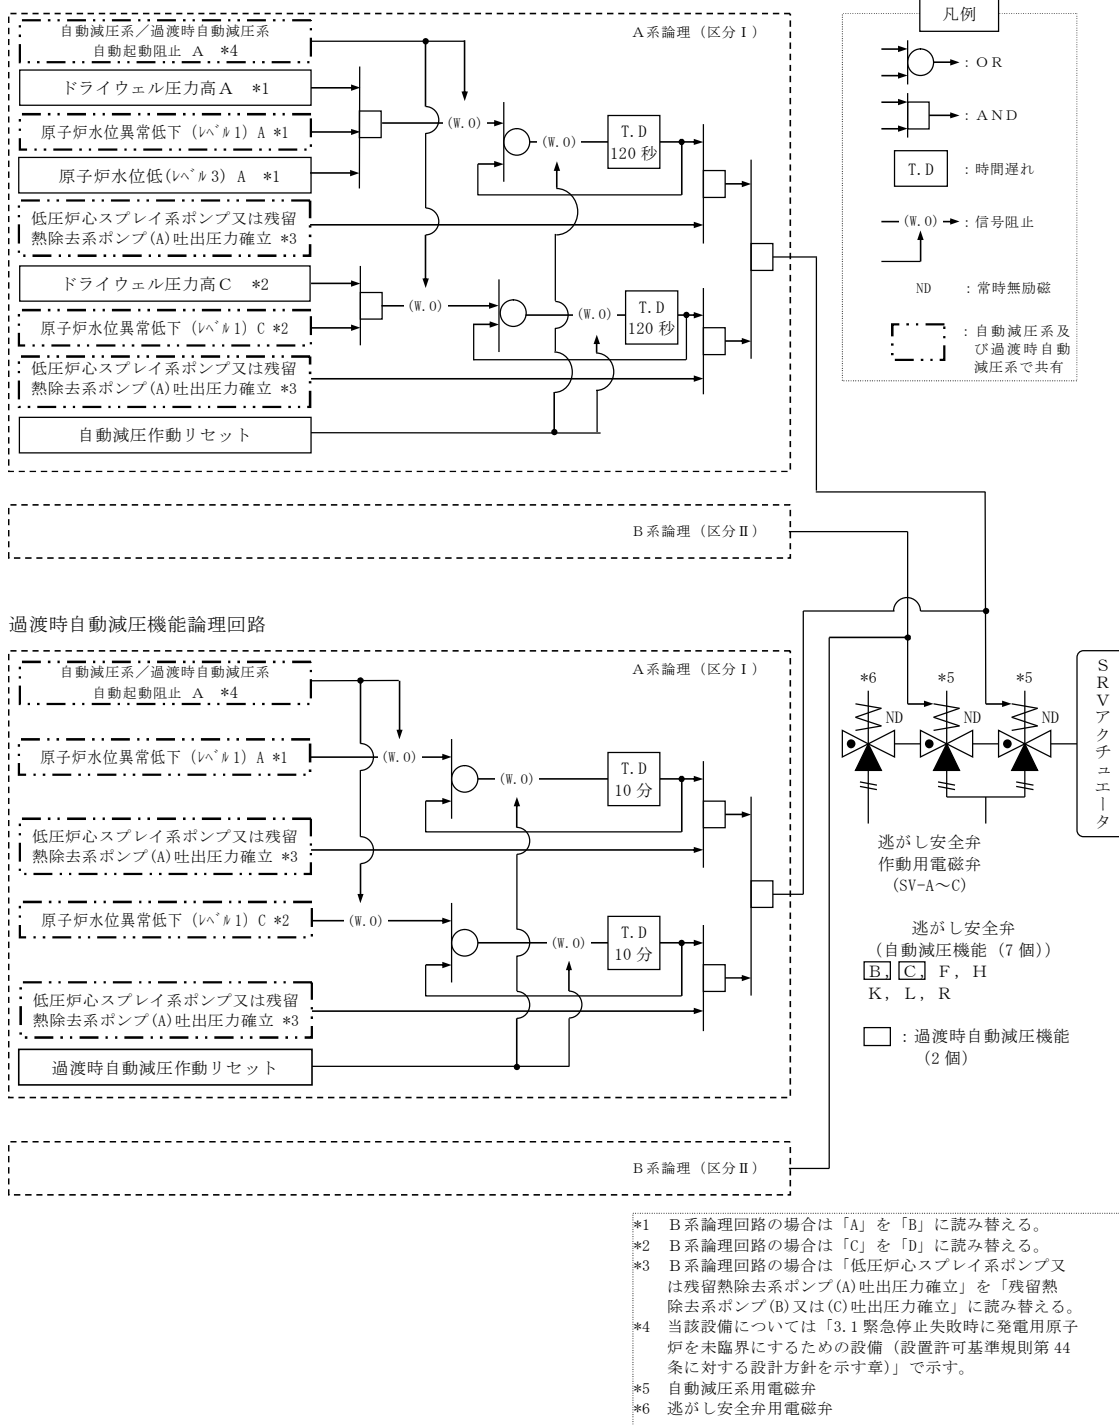 自動減圧系／過渡時自動減圧系
自動起動阻止 A *4
A系論理（区分Ⅰ）
ドライウェル圧力高A *1
原子炉水位異常低下（ﾚﾍﾞﾙ1）A *1
原子炉水位低(ﾚﾍﾞﾙ3) A *1
低圧炉心スプレイ系ポンプ又は残留
熱除去系ポンプ(A)吐出圧力確立 *3
ドライウェル圧力高C *2
原子炉水位異常低下（ﾚﾍﾞﾙ1）C *2
低圧炉心スプレイ系ポンプ又は残留
熱除去系ポンプ(A)吐出圧力確立 *3
自動減圧作動リセット
(W.O)
(W.O)
T.D
120秒
(W.O)
(W.O)
T.D
120秒
凡例
：OR
：AND
T.D ：時間遅れ
(W.O) ：信号阻止
ND ：常時無励磁
：自動減圧系及
び過渡時自動
減圧系で共有
B系論理（区分Ⅱ）
過渡時自動減圧機能論理回路
自動減圧系／過渡時自動減圧系
自動起動阻止 A *4
A系論理（区分Ⅰ）
原子炉水位異常低下（ﾚﾍﾞﾙ1）A *1
低圧炉心スプレイ系ポンプ又は残留
熱除去系ポンプ(A)吐出圧力確立 *3
原子炉水位異常低下（ﾚﾍﾞﾙ1）C *2
低圧炉心スプレイ系ポンプ又は残留
熱除去系ポンプ(A)吐出圧力確立 *3
過渡時自動減圧作動リセット
(W.O)
(W.O)
T.D
10分
(W.O)
(W.O)
T.D
10分
B系論理（区分Ⅱ）
*6
*5
*5
ND
ND
ND
SRVアクチュエータ
逃がし安全弁
作動用電磁弁
(SV-A～C)
逃がし安全弁
（自動減圧機能（7個））
B, C, F, H
K, L, R
：過渡時自動減圧機能
（2個）
*1 B系論理回路の場合は「A」を「B」に読み替える。
*2 B系論理回路の場合は「C」を「D」に読み替える。
*3 B系論理回路の場合は「低圧炉心スプレイ系ポンプ又
は残留熱除去系ポンプ(A)吐出圧力確立」を「残留熱
除去系ポンプ(B)又は(C)吐出圧力確立」に読み替える。
*4 当該設備については「3.1 緊急停止失敗時に発電用原子
炉を未臨界にするための設備（設置許可基準規則第44
条に対する設計方針を示す章）」で示す。
*5 自動減圧系用電磁弁
*6 逃がし安全弁用電磁弁